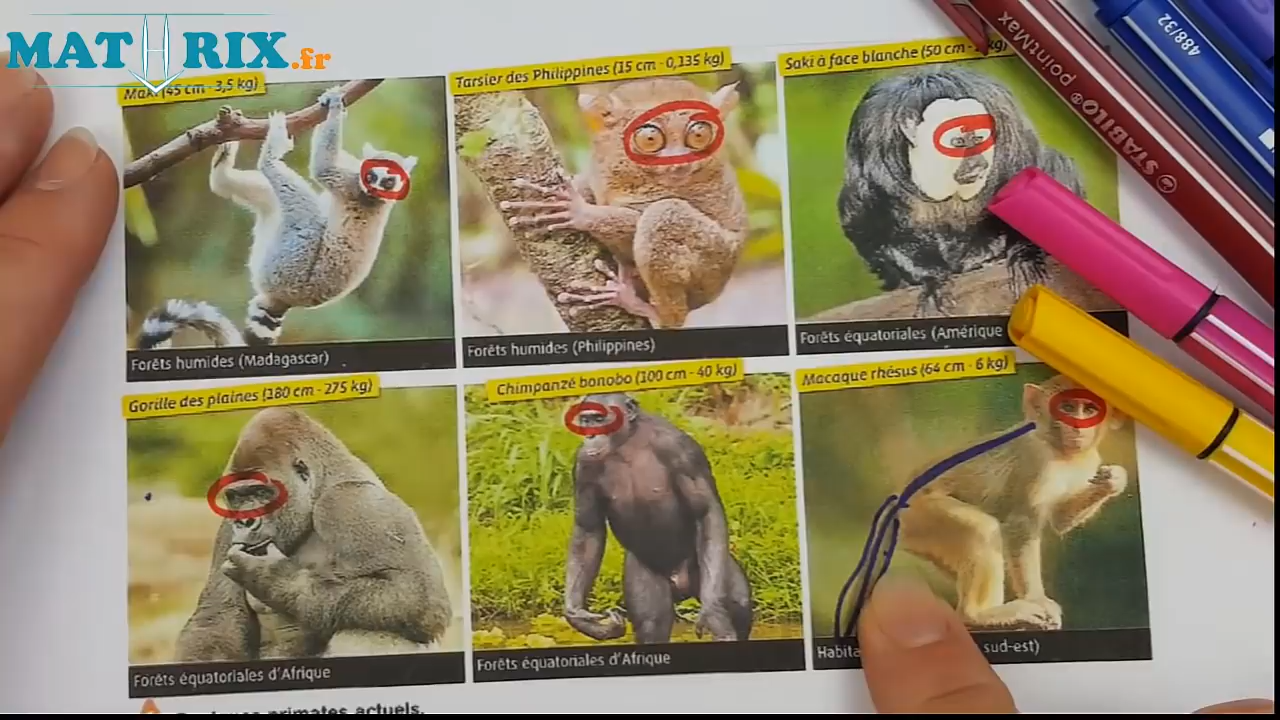 MATHRIX.fr
Maki (45 cm - 3,5 kg)
Tarsier des Philippines (15 cm - 0,135 kg)
Saki à face blanche (50 cm - kg)
Forêts humides (Madagascar)
Forêts humides (Philippines)
Forêts équatoriales (Amérique
Gorille des plaines (180 cm - 275 kg)
Chimpanzé bonobo (100 cm - 40 kg)
Macaque rhésus (64 cm - 6 kg)
Forêts équatoriales d'Afrique
Forêts équatoriales d'Afrique
Habita sud-est)
primates actuels.
STABILO® pointMax
488/32